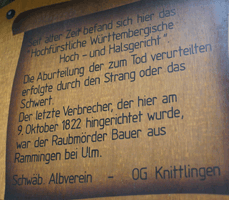 Seit alter Zeit befand sich hier das
"Hochfürstliche Württembergische
Hoch - und Halsgericht".
Die Aburteilung der zum Tod verurteilten
erfolgte durch den Strang oder das
Schwert.
Der letzte Verbrecher, der hier am
9. Oktober 1822 hingerichtet wurde,
war der Raubmörder Bauer aus
Rammingen bei Ulm.
Schwäb. Albverein - OG Knittlingen